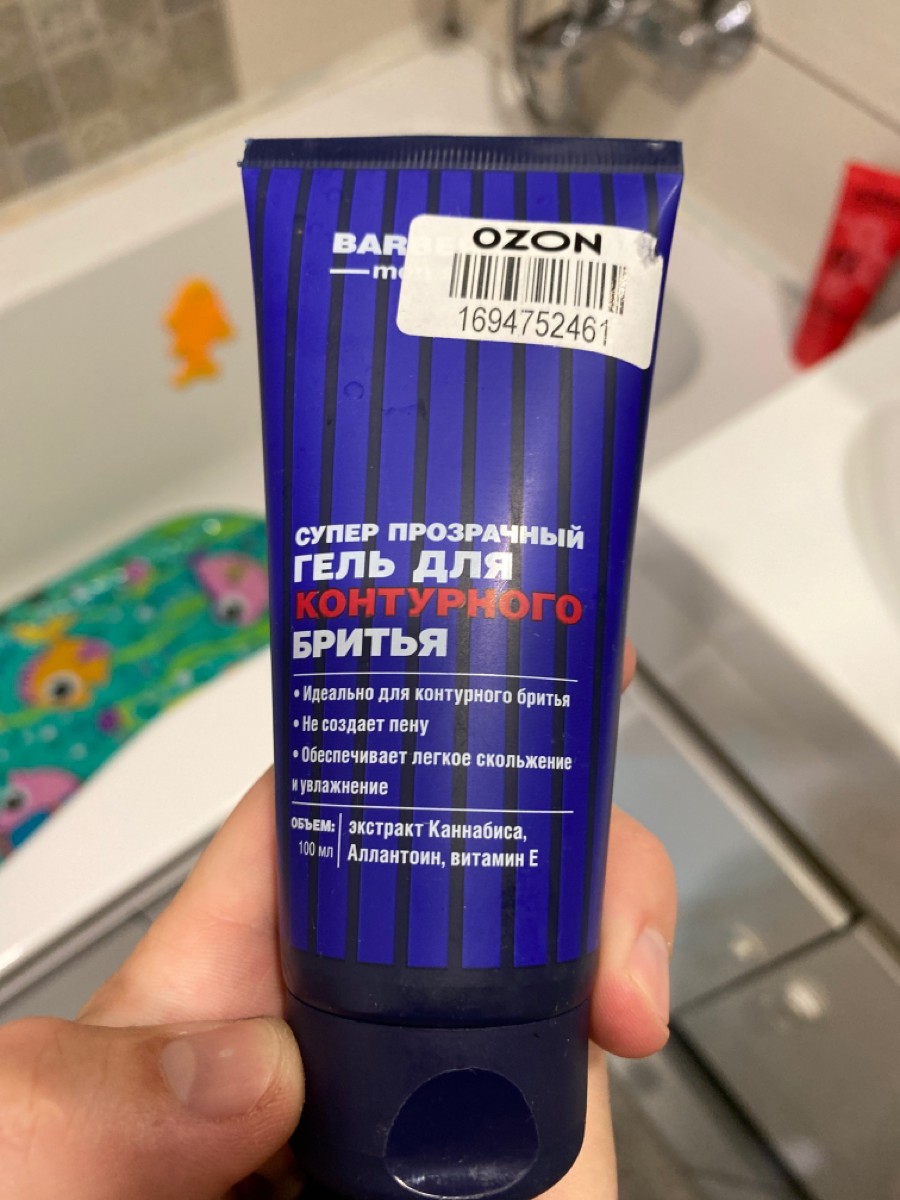 OZON
1694752461
СУПЕР ПРОЗРАЧНЫЙ
ГЕЛЬ ДЛЯ
КОНТУРНОГО
БРИТЬЯ
• Идеально для контурного бритья
• Не создает пену
• Обеспечивает легкое скольжение
и увлажнение
ОБЪЕМ:
100 мл
экстракт Каннабиса,
Аллантоин, витамин Е